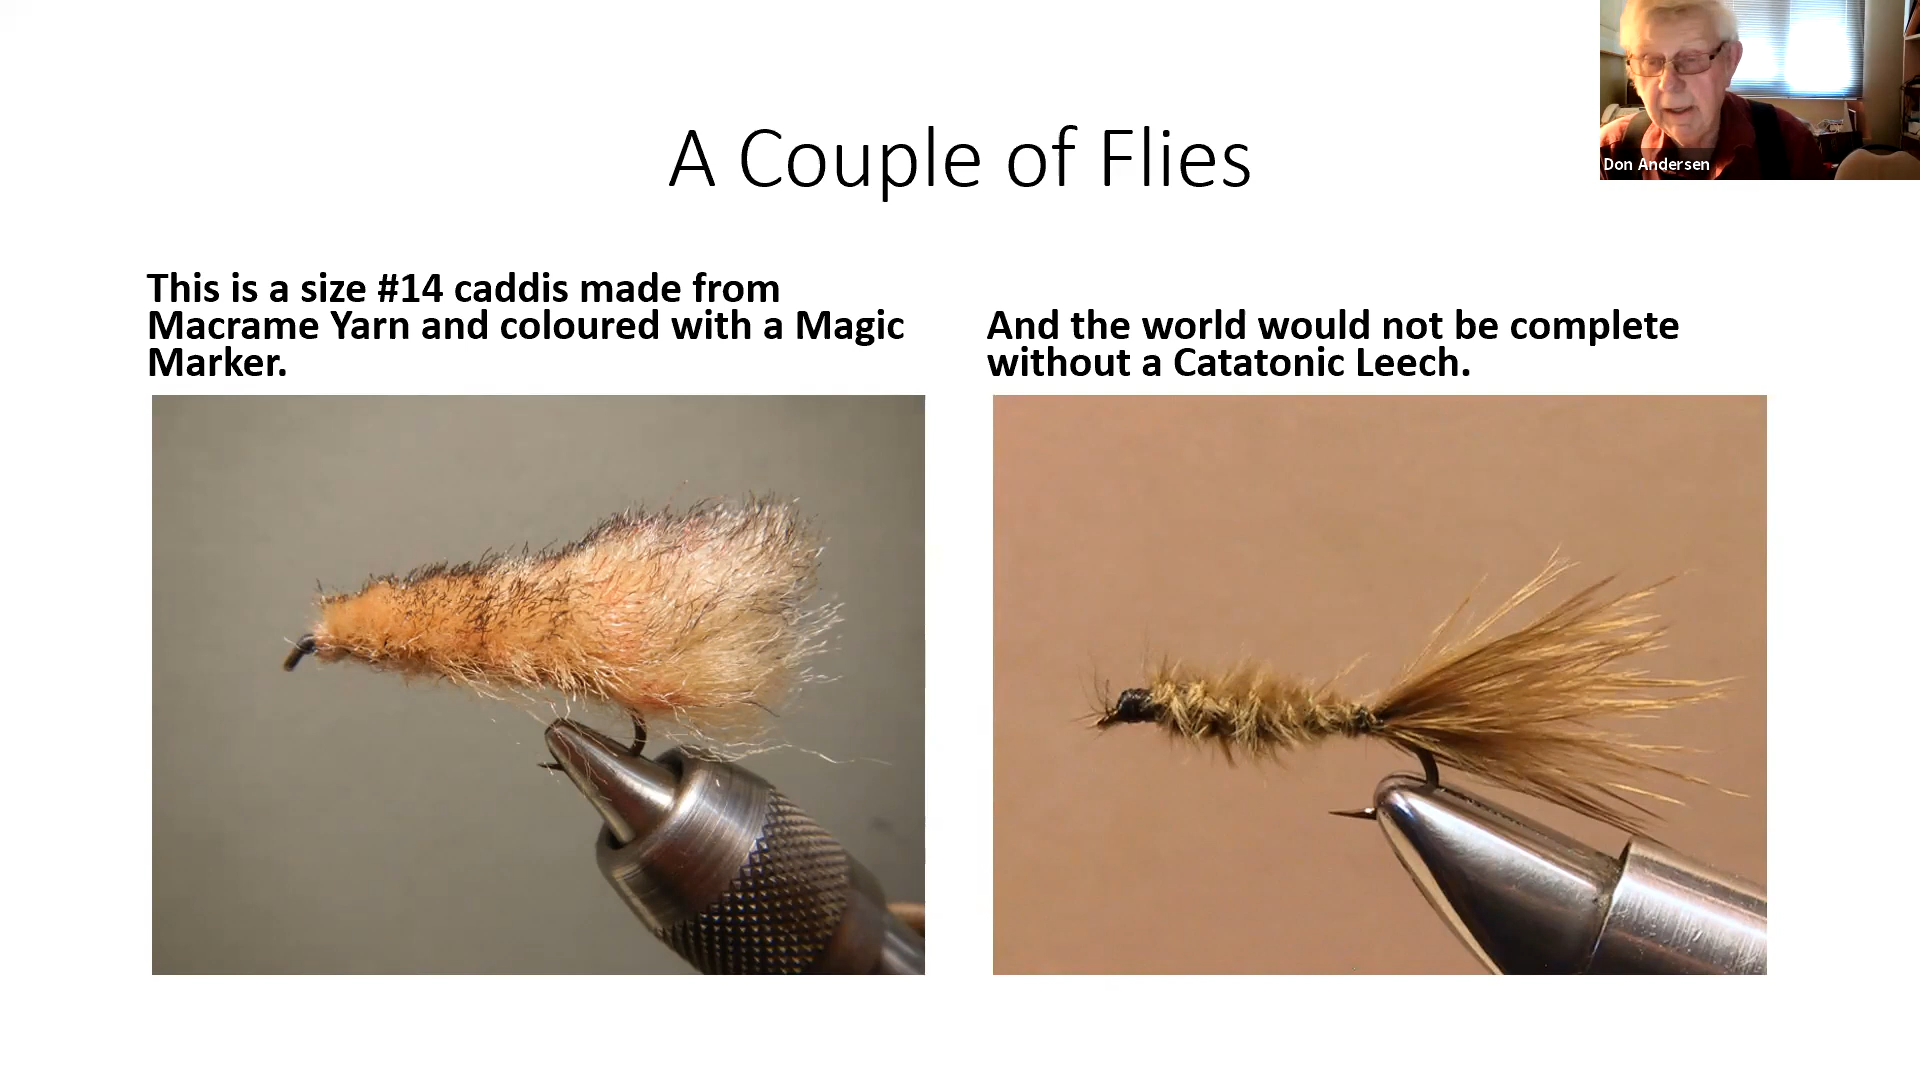 A Couple of Flies
Don Andersen
This is a size #14 caddis made from
Macrame Yarn and coloured with a Magic
Marker.
And the world would not be complete
without a Catatonic Leech.